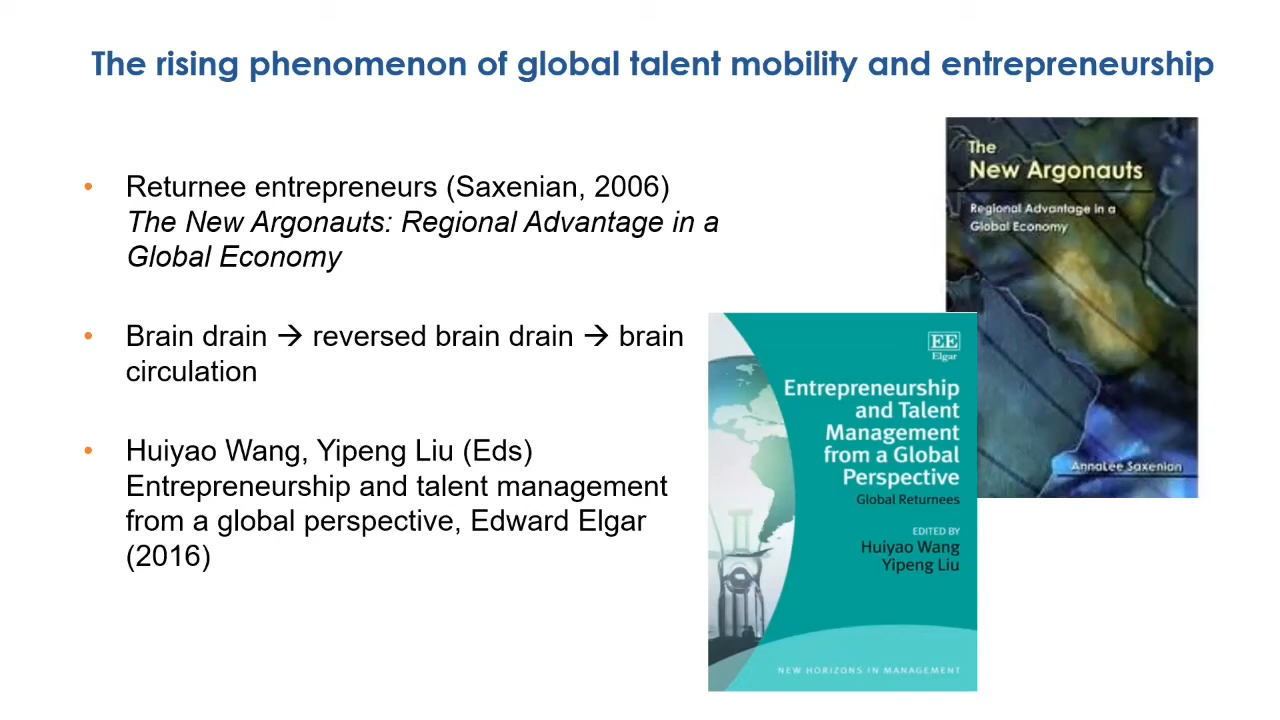 The rising phenomenon of global talent mobility and entrepreneurship
• Returnee entrepreneurs (Saxenian, 2006)
The New Argonauts: Regional Advantage in a
Global Economy
• Brain drain → reversed brain drain → brain
circulation
• Huiyao Wang, Yipeng Liu (Eds)
Entrepreneurship and talent management
from a global perspective, Edward Elgar
(2016)
The
New Argonauts
Regional Advantage in a
Global Economy
AnnaLee Saxenian
EE
Elgar
Entrepreneurship
and Talent
Management
from a Global
Perspective
Global Returnees
EDITED BY
Huiyao Wang
Yipeng Liu
NEW HORIZONS IN MANAGEMENT